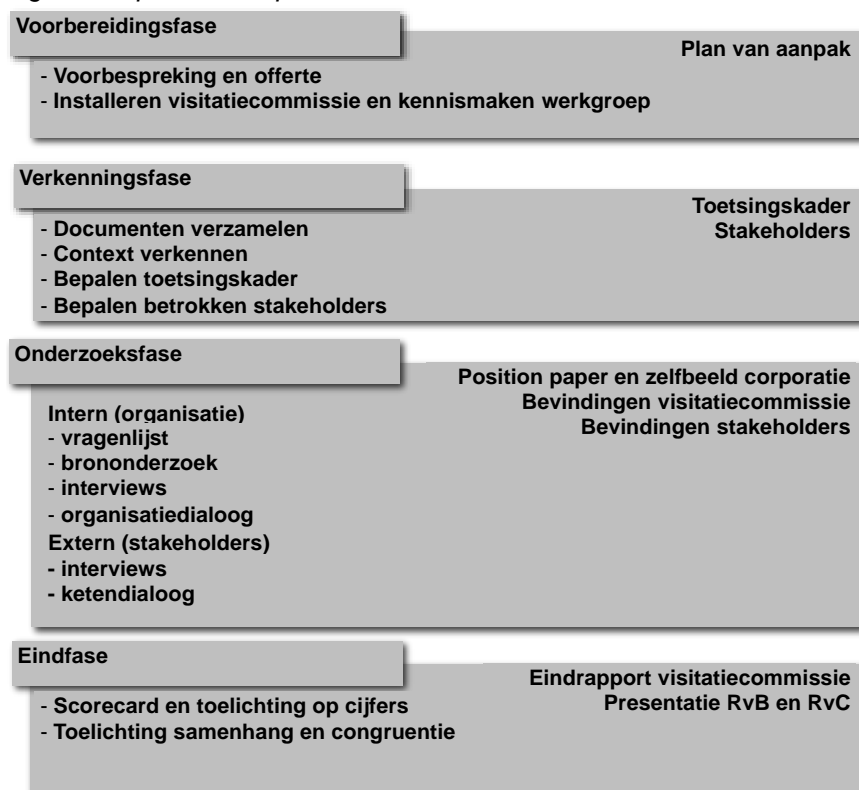 Voorbereidingsfase
Plan van aanpak
- Voorbespreking en offerte
- Installeren visitatiecommissie en kennismaken werkgroep
Verkenningsfase
Toetsingskader
Stakeholders
- Documenten verzamelen
- Context verkennen
- Bepalen toetsingskader
- Bepalen betrokken stakeholders
Onderzoeksfase
Position paper en zelfbeeld corporatie
Bevindingen visitatiecommissie
Bevindingen stakeholders
Intern (organisatie)
- vragenlijst
- brononderzoek
- interviews
- organisatiedialoog
Extern (stakeholders)
- interviews
- ketendialoog
Eindfase
Eindrapport visitatiecommissie
Presentatie RvB en RvC
- Scorecard en toelichting op cijfers
- Toelichting samenhang en congruentie